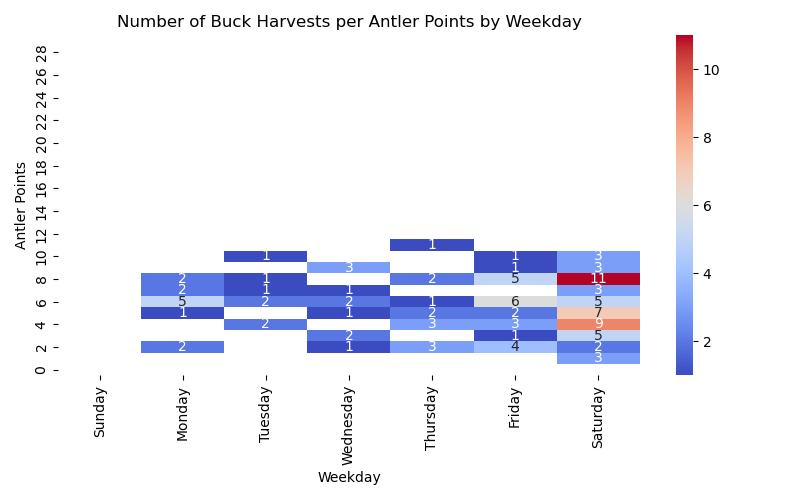 Number of Buck Harvests per Antler Points by Weekday
28
26
24
22
20
18
16
14
12
10
8
6
4
2
0
Antler Points
1
1 1 3
3 1 3
2 1 2 5 11
2 1 1 3
5 2 2 1 6 5
1 1 2 2 7
2 3 3 9
2 1 5
2 1 3 4 2
3
Sunday
Monday
Tuesday
Wednesday
Thursday
Friday
Saturday
Weekday
10
8
6
4
2